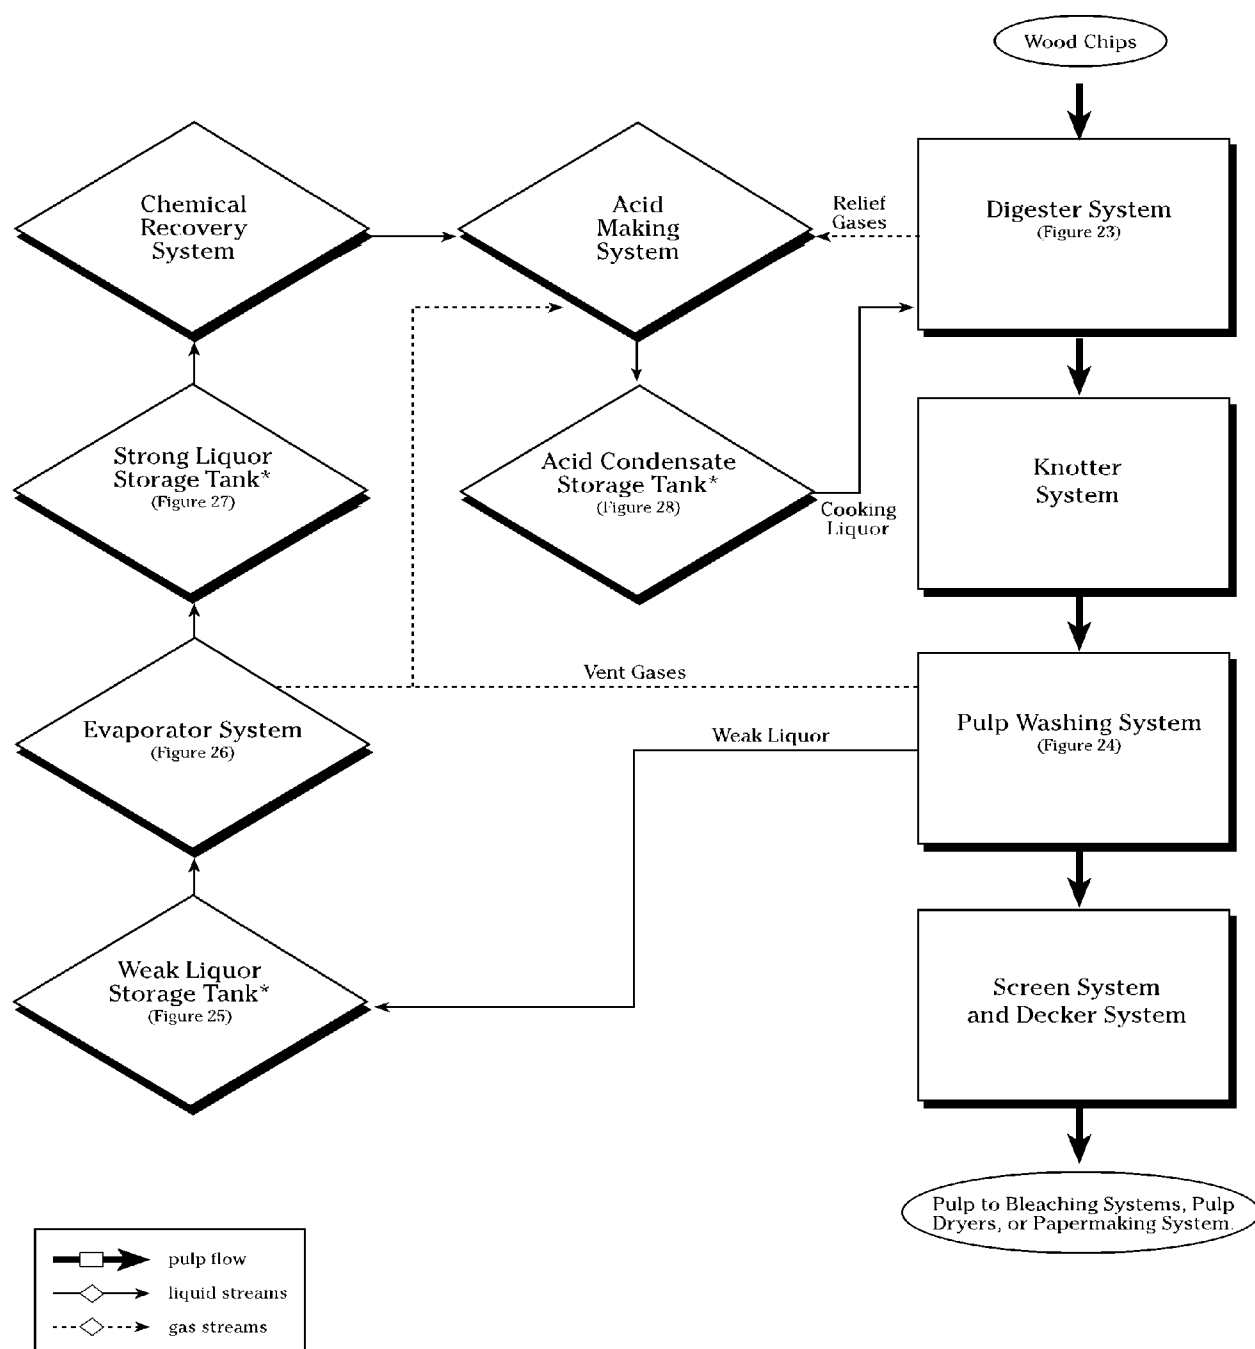 Wood Chips
Chemical
Recovery
System
Acid
Making
System
Relief
Gases
Digester System
(Figure 23)
Strong Liquor
Storage Tank*
(Figure 27)
Acid Condensate
Storage Tank*
(Figure 28)
Cooking
Liquor
Knotter
System
Vent Gases
Evaporator System
(Figure 26)
Weak Liquor
Pulp Washing System
(Figure 24)
Weak Liquor
Storage Tank*
(Figure 25)
Screen System
and Decker System
Pulp to Bleaching Systems, Pulp
Dryers, or Papermaking System.
pulp flow
liquid streams
gas streams